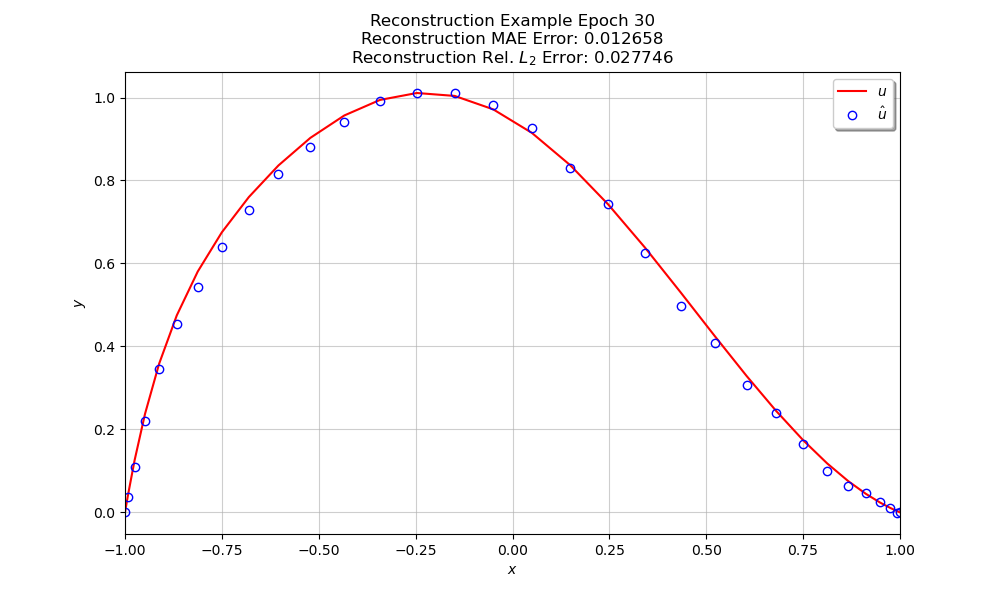 Reconstruction Example Epoch 30
Reconstruction MAE Error: 0.012658
Reconstruction Rel. $L_2$ Error: 0.027746
u
û
y
1.0
0.8
0.6
0.4
0.2
0.0
−1.00 −0.75 −0.50 −0.25 0.00 0.25 0.50 0.75 1.00
x